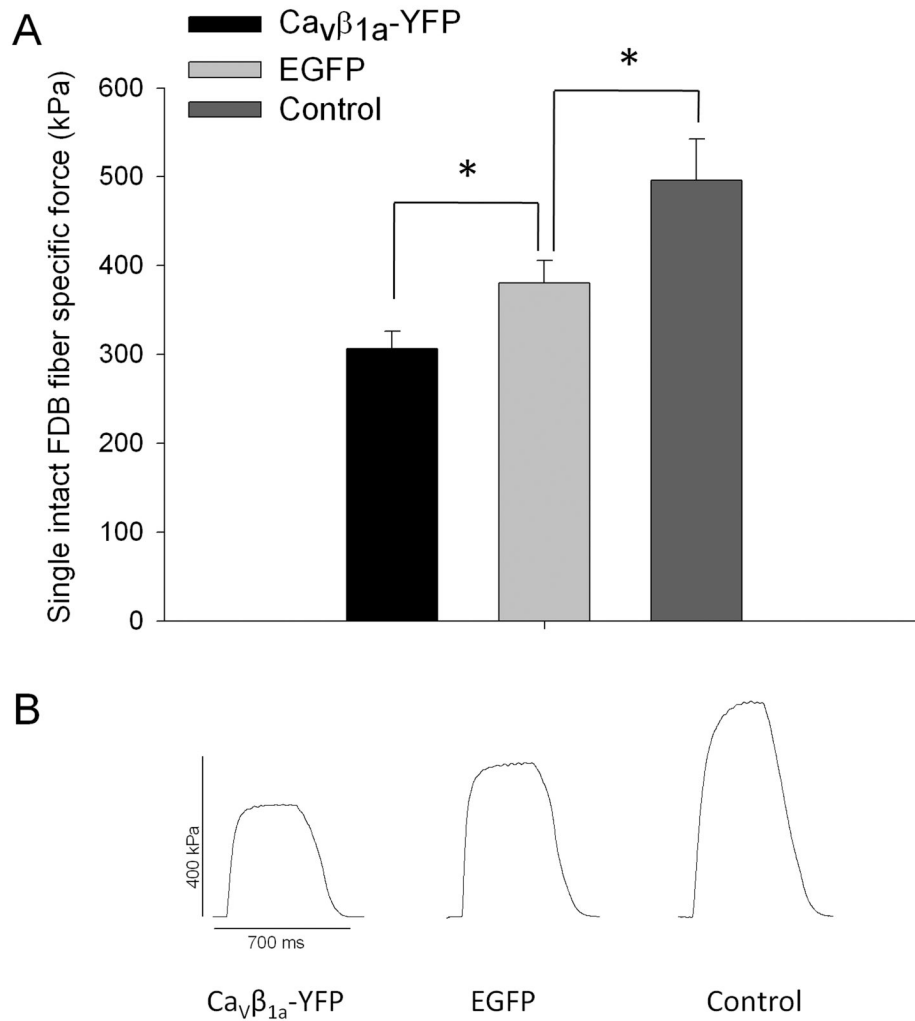 A
Caᵥβ₁ₐ-YFP
EGFP
Control
Single intact FDB fiber specific force (kPa)
600
500
400
300
200
100
0
*
*
B
400 kPa
700 ms
Caᵥβ₁ₐ-YFP
EGFP
Control